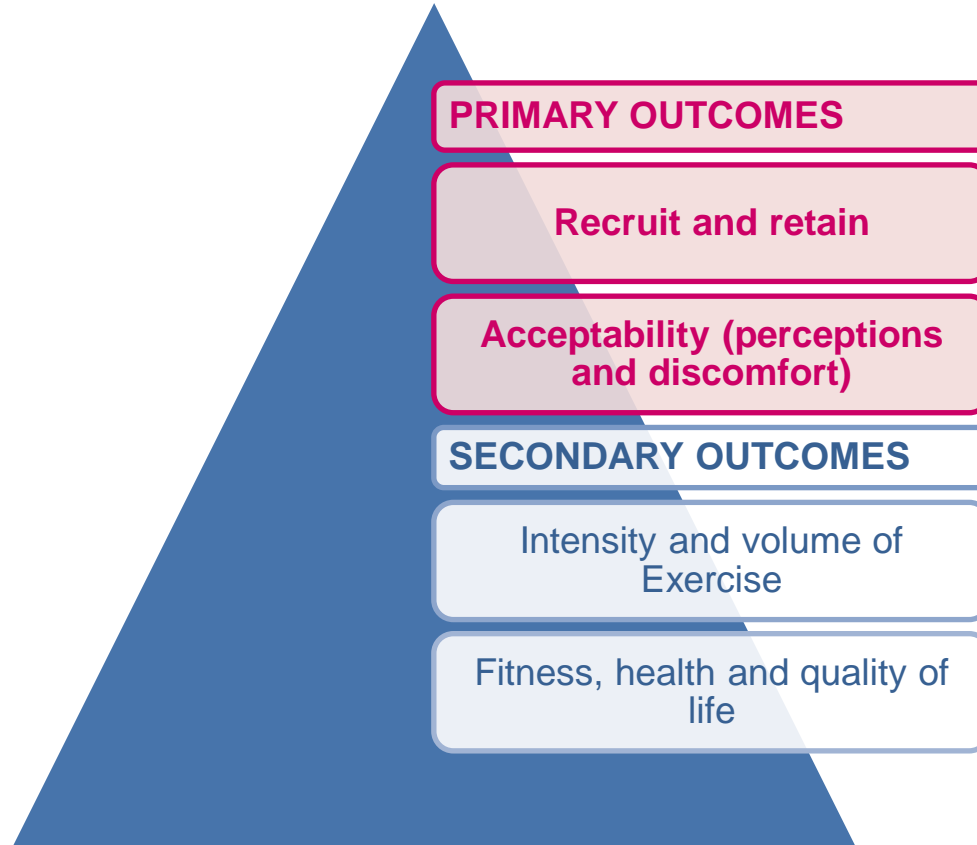 PRIMARY OUTCOMES
Recruit and retain
Acceptability (perceptions
and discomfort)
SECONDARY OUTCOMES
Intensity and volume of
Exercise
Fitness, health and quality of
life